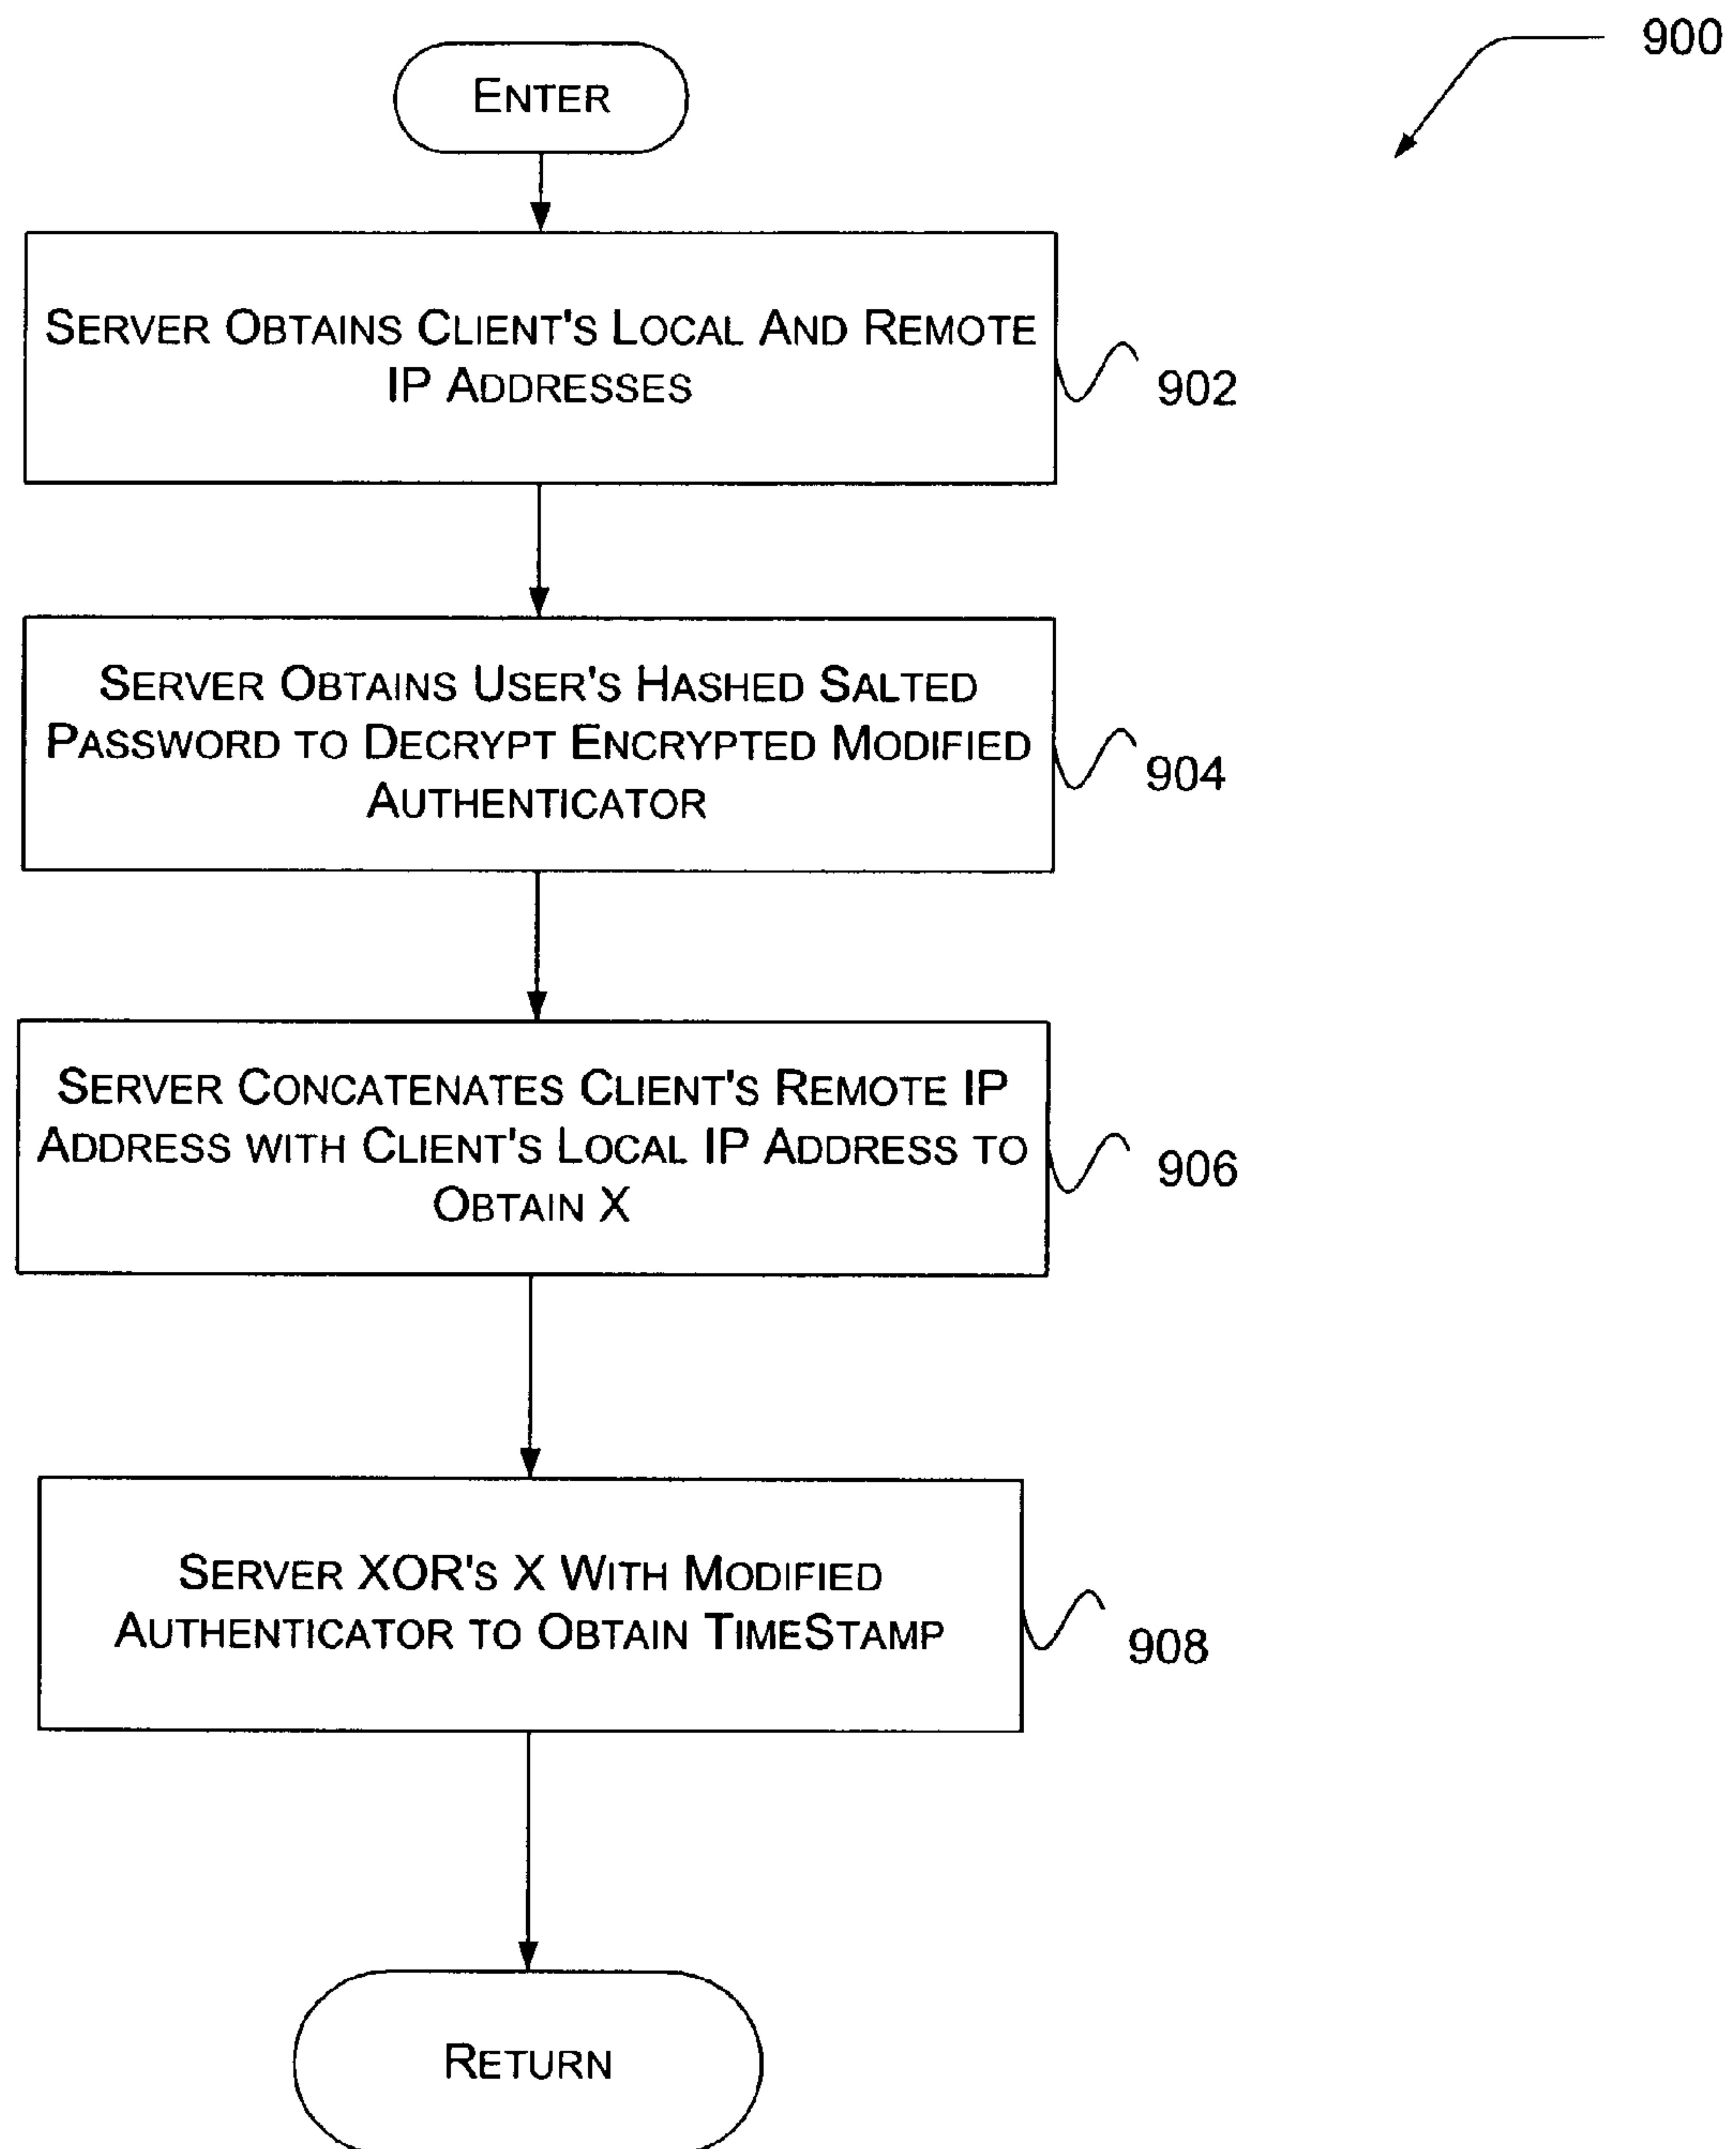 900
ENTER
SERVER OBTAINS CLIENT'S LOCAL AND REMOTE
IP ADDRESSES
902
SERVER OBTAINS USER'S HASHED SALTED
PASSWORD TO DECRYPT ENCRYPTED MODIFIED
AUTHENTICATOR
904
SERVER CONCATENATES CLIENT'S REMOTE IP
ADDRESS WITH CLIENT'S LOCAL IP ADDRESS TO
OBTAIN X
906
SERVER XOR'S X WITH MODIFIED
AUTHENTICATOR TO OBTAIN TIMESTAMP
908
RETURN